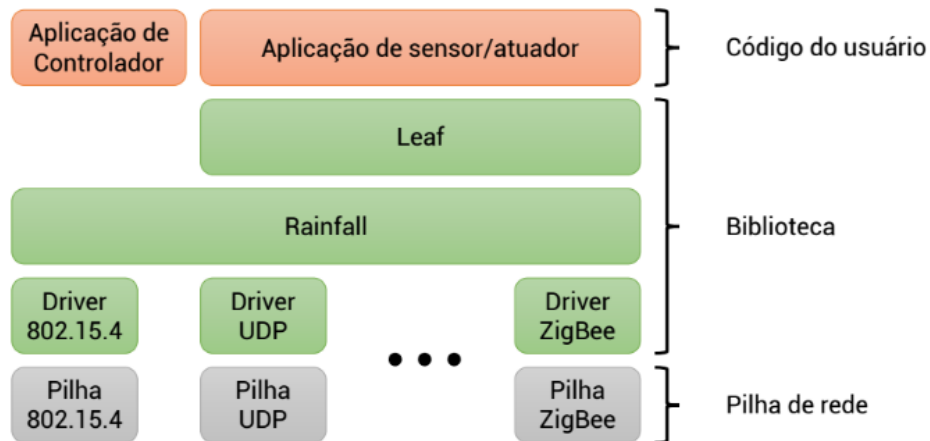 Aplicação de
Controlador
Aplicação de sensor/atuador
Código do usuário
Leaf
Rainfall
Biblioteca
Driver
802.15.4
Driver
UDP
Driver
ZigBee
Pilha
802.15.4
Pilha
UDP
Pilha
ZigBee
Pilha de rede